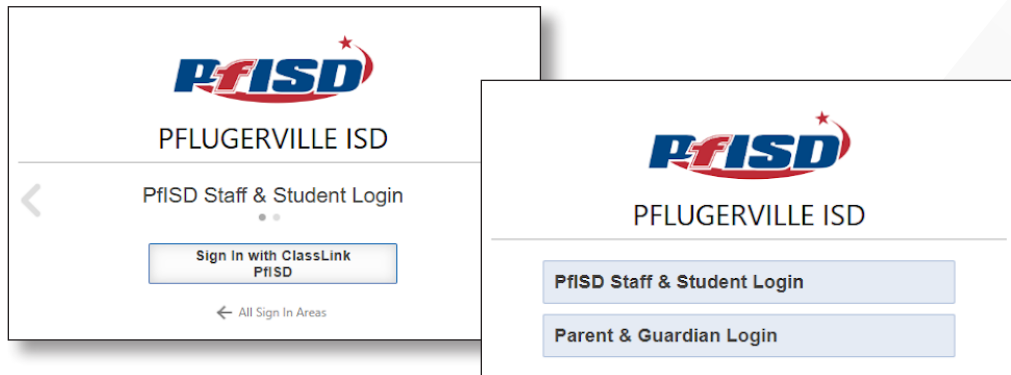 PfISD
PFLUGERVILLE ISD
PfISD Staff & Student Login
Sign In with ClassLink
PfISD
All Sign In Areas
PfISD
PFLUGERVILLE ISD
PfISD Staff & Student Login
Parent & Guardian Login